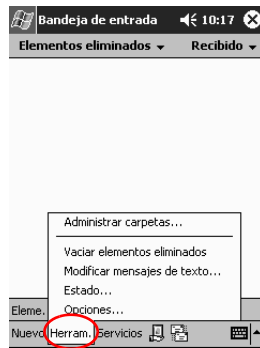 Bandeja de entrada 10:17
Elementos eliminados Recibido
Administrar carpetas...
Vaciar elementos eliminados
Modificar mensajes de texto...
Estado...
Opciones...
Eleme.
Nuevo Herram. Servicios